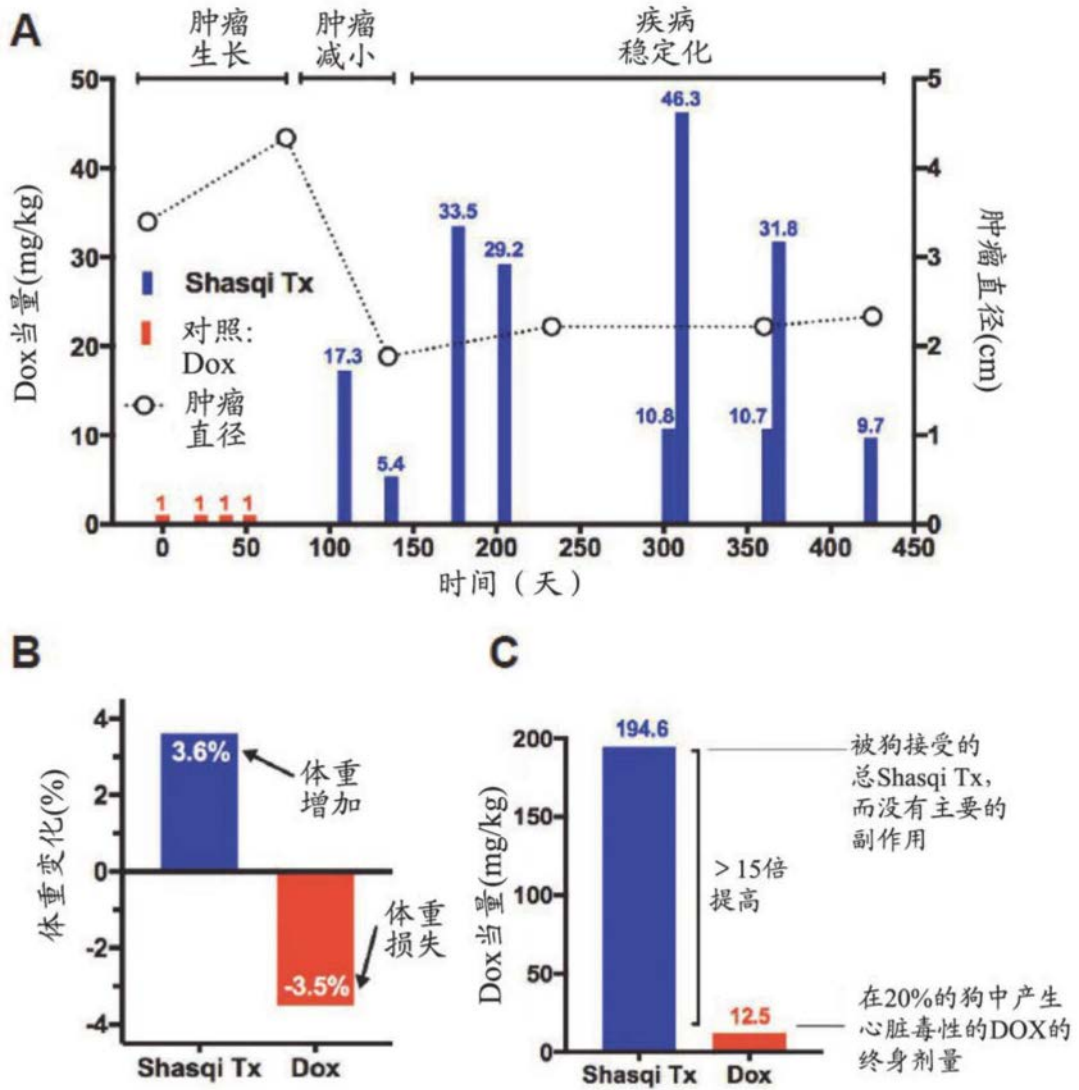 A
肿瘤
生长
肿瘤
减小
疾病
稳定化
Dox当量(mg/kg)
50
40
30
20
10
0
5
4
3
2
1
0
肿瘤直径(cm)
Shasqi Tx
对照:
Dox
肿瘤
直径
1 1 1 1
17.3
5.4
33.5
29.2
10.8
46.3
10.7
31.8
9.7
0 50 100 150 200 250 300 350 400 450
时间（天）
B
体重变化(%)
4
2
0
-2
-4
3.6%
体重
增加
-3.5%
体重
损失
Shasqi Tx Dox
C
Dox当量(mg/kg)
200
150
100
50
0
194.6
12.5
>15倍
提高
被狗接受的
总Shasqi Tx，
而没有主要的
副作用
在20%的狗中产生
心脏毒性的DOX的
终身剂量
Shasqi Tx Dox